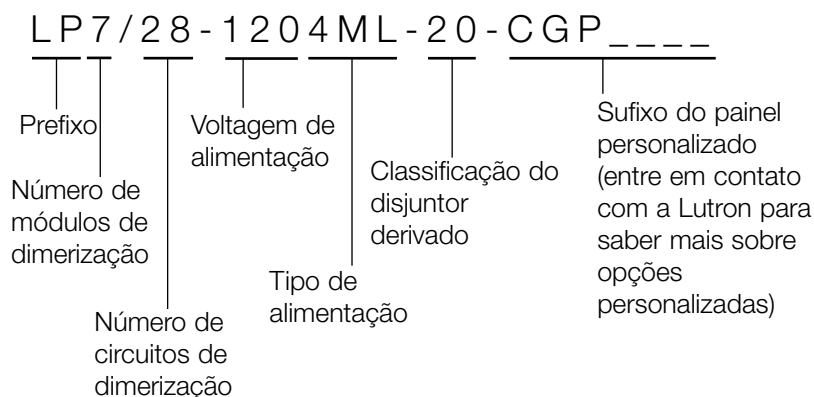 LP7/28-1204ML-20-CGP____
Prefixo
Número de
módulos de
dimerização
Número de
circuitos de
dimerização
Voltagem de
alimentação
Tipo de
alimentação
Classificação do
disjuntor
derivado
Sufixo do painel
personalizado
(entre em contato
com a Lutron para
saber mais sobre
opções
personalizadas)